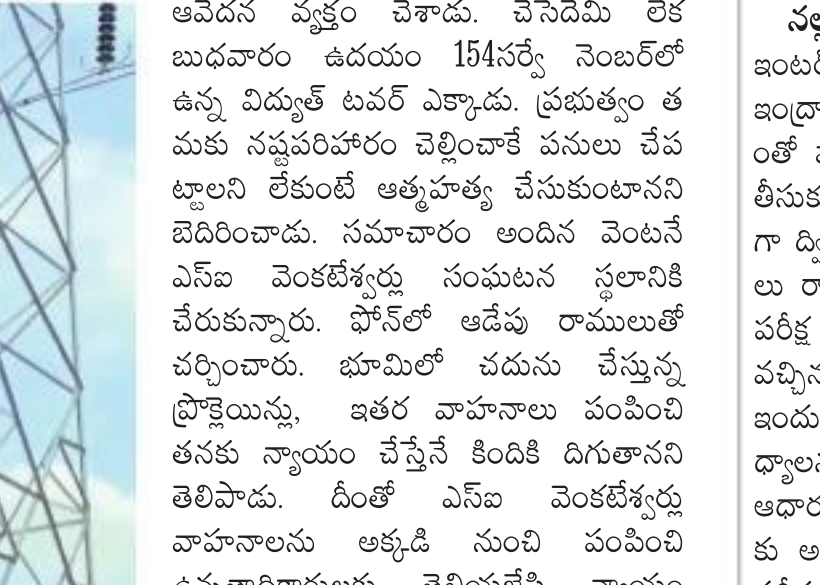 ఆవేదన వ్యక్తం చేశాడు. చేసేదేమి లేక
బుధవారం ఉదయం 154సర్వే నెంబర్‌లో
ఉన్న విద్యుత్ టవర్ ఎక్కాడు. ప్రభుత్వం త
మకు నష్టపరిహారం చెల్లించాకే పనులు చేప
ట్టాలని లేకుంటే ఆత్మహత్య చేసుకుంటానని
బెదిరించాడు. సమాచారం అందిన వెంటనే
ఎస్ఐ వెంకటేశ్వర్లు సంఘటన స్థలానికి
చేరుకున్నారు. ఫోన్‌లో ఆడేపు రాములుతో
చర్చించారు. భూమిలో చదును చేస్తున్న
ప్రొక్లెయిన్లు, ఇతర వాహనాలు పంపించి
తనకు న్యాయం చేస్తేనే కిందికి దిగుతానని
తెలిపాడు. దీంతో ఎస్ఐ వెంకటేశ్వర్లు
వాహనాలను అక్కడి నుంచి పంపించి
తీసుకు
గా
లు
పరీక్ష
కు